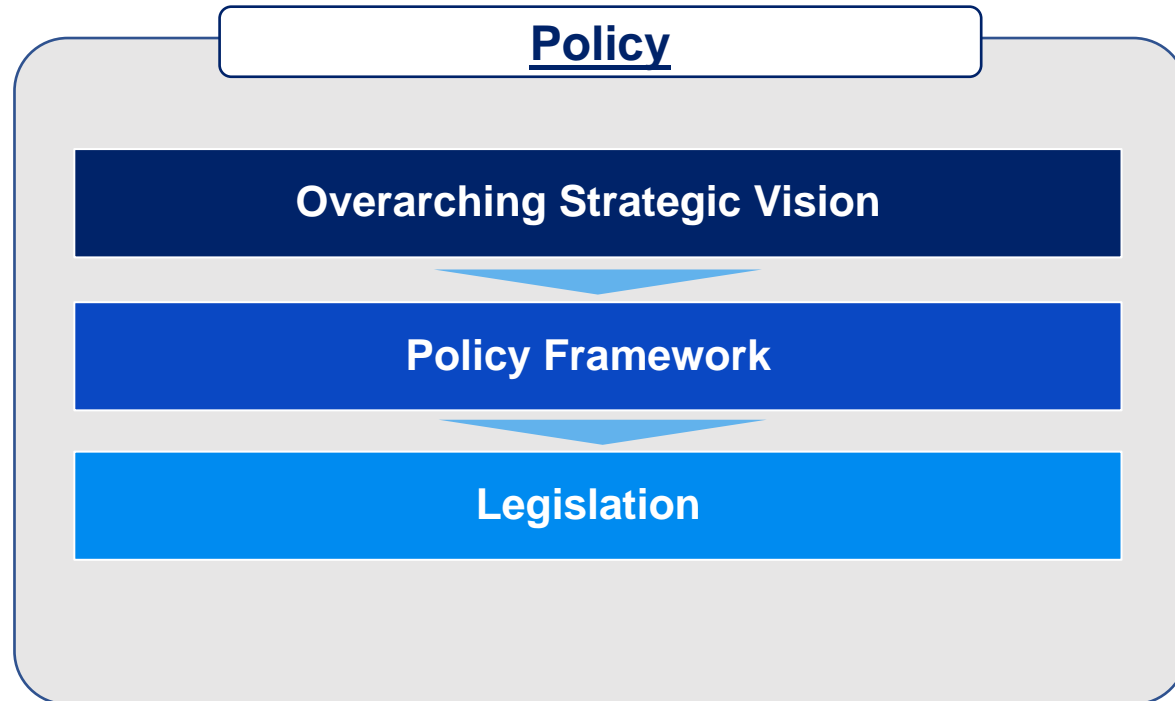 Policy
Overarching Strategic Vision
Policy Framework
Legislation